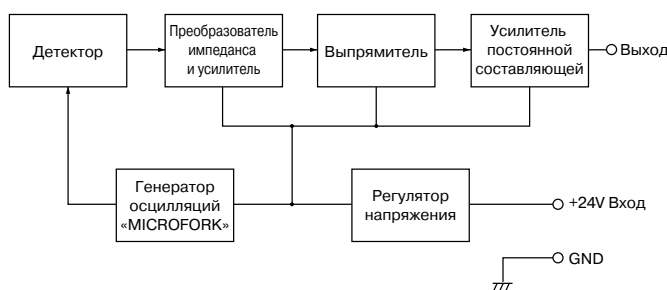 Детектор
Преобразователь
импеданса
и усилитель
Выпрямитель
Усилитель
постоянной
составляющей
Выход
Генератор
осцилляций
«MICROFORK»
Регулятор
напряжения
+24V Вход
GND